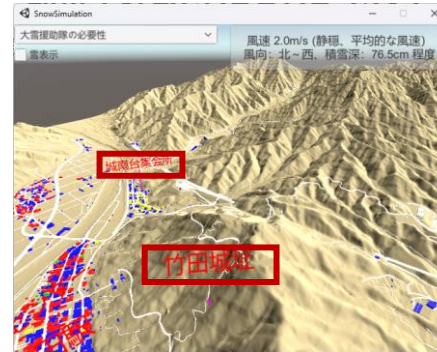 SnowSimulation
大雪援助隊の必要性
雪表示
風速 2.0m/s (静穏、平均的な風速)
風向：北～西、積雪深：76.5cm 程度
城南台集会所
竹田城址